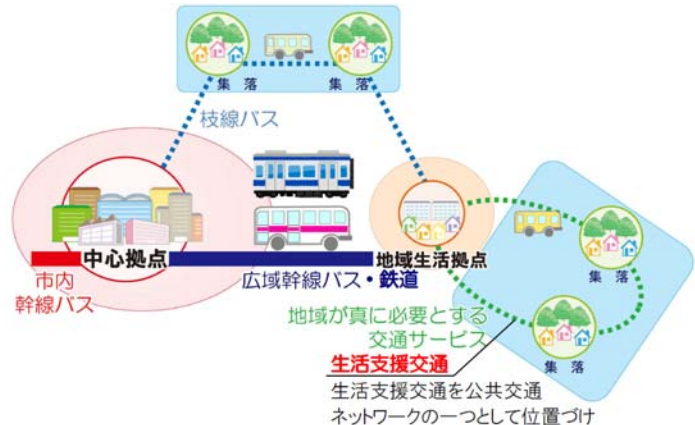 集 落
集 落
枝線バス
中心拠点
地域生活拠点
市内
幹線バス
広域幹線バス・鉄道
集 落
地域が真に必要とする
交通サービス
生活支援交通
集 落
生活支援交通を公共交通
ネットワークの一つとして位置づけ